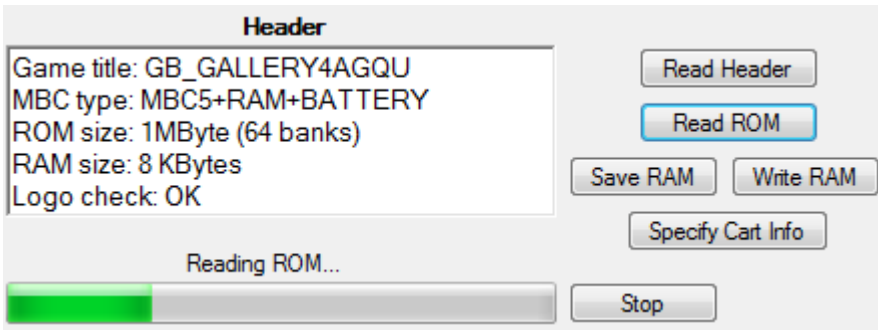 Header
Game title: GB_GALLERY4AGQU
MBC type: MBC5+RAM+BATTERY
ROM size: 1MByte (64 banks)
RAM size: 8 KBytes
Logo check: OK
Read Header
Read ROM
Save RAM
Write RAM
Specify Cart Info
Reading ROM...
Stop